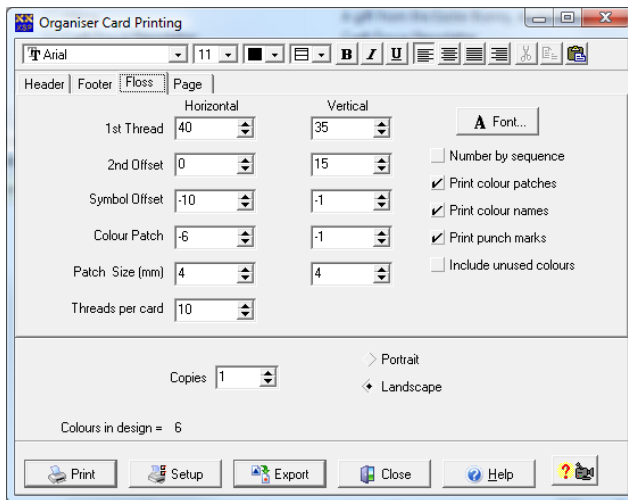 Organiser Card Printing
Arial 11 B I U
Header Footer Floss Page
Horizontal Vertical
1st Thread 40 35 A Font...
2nd Offset 0 15 Number by sequence
Symbol Offset -10 -1 Print colour patches
Colour Patch -6 -1 Print colour names
Patch Size (mm) 4 4 Print punch marks
Threads per card 10 Include unused colours
Copies 1 Portrait
Landscape
Colours in design = 6
Print Setup Export Close Help